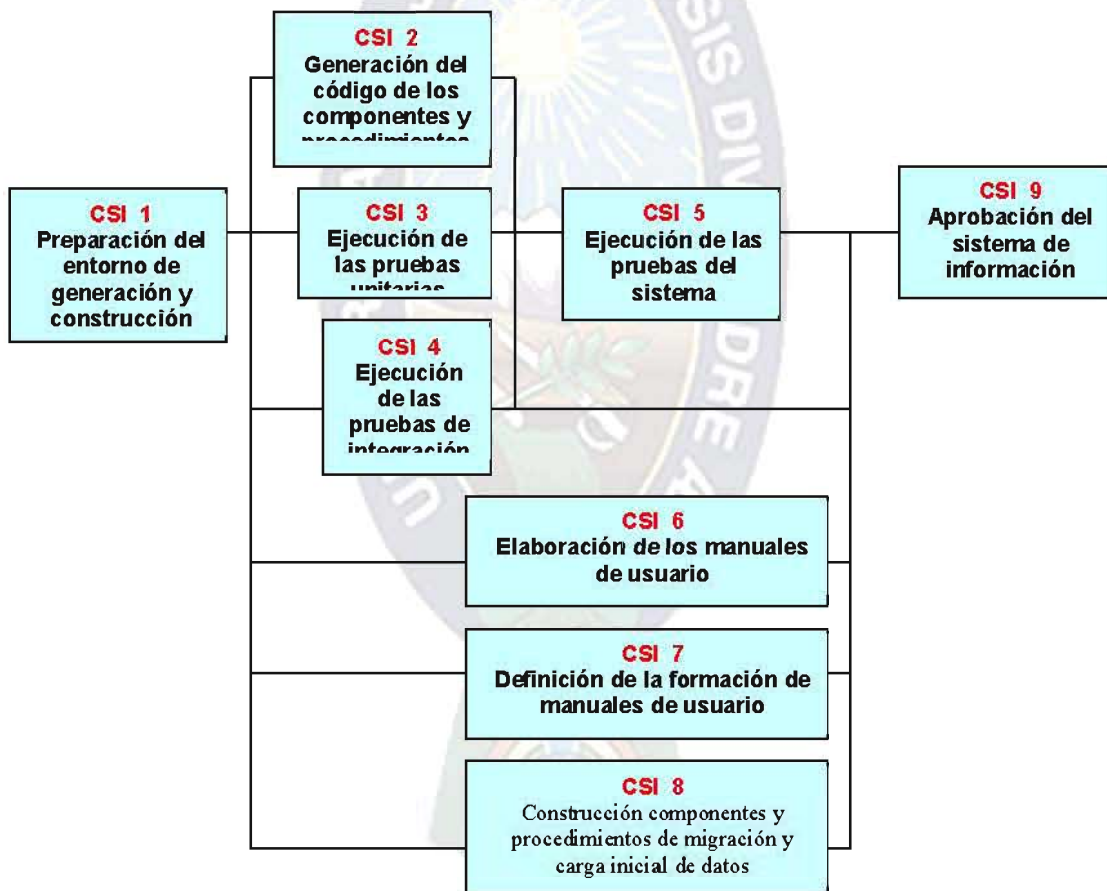 CSI 2
Generación del
código de los
componentes y
procedimientos
CSI 1
Preparación del
entorno de
generación y
construcción
CSI 3
Ejecución de
las pruebas
unitarias
CSI 5
Ejecución de las
pruebas del
sistema
CSI 9
Aprobación del
sistema de
información
CSI 4
Ejecución
de las
pruebas de
integración
CSI 6
Elaboración de los manuales
de usuario
CSI 7
Definición de la formación de
manuales de usuario
CSI 8
Construcción componentes y
procedimientos de migración y
carga inicial de datos